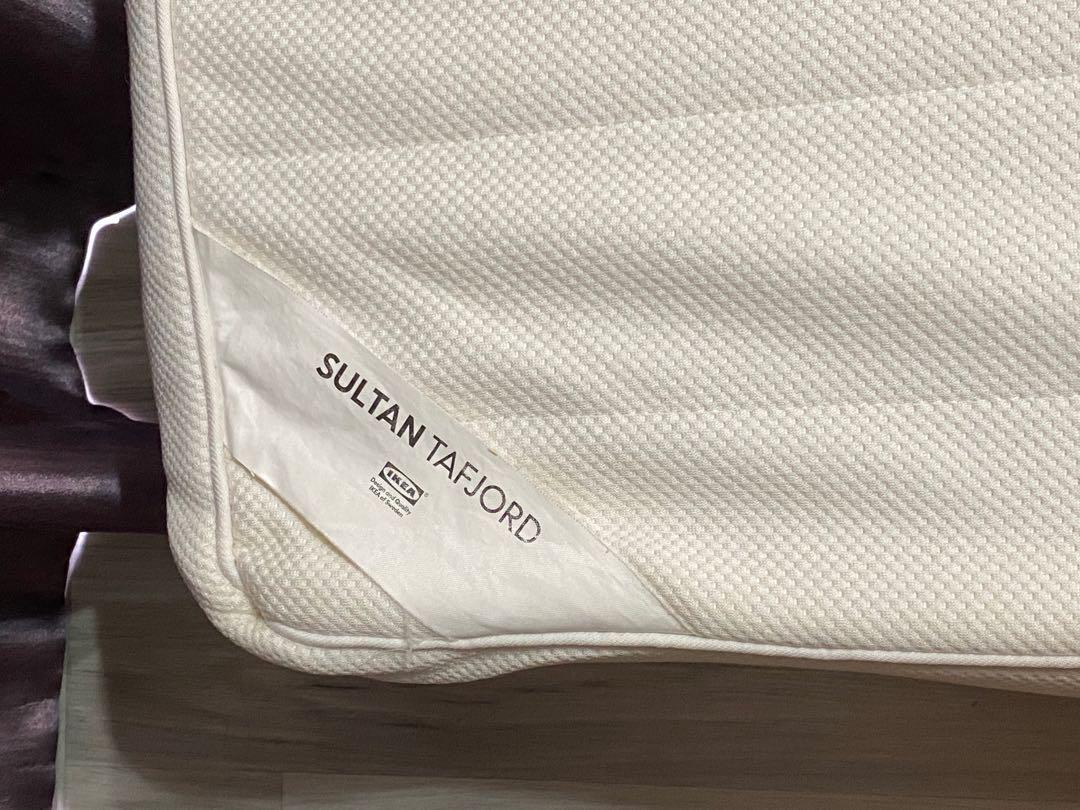 SULTAN TAFJORD
IKEA®
Design and Quality
IKEA of Sweden